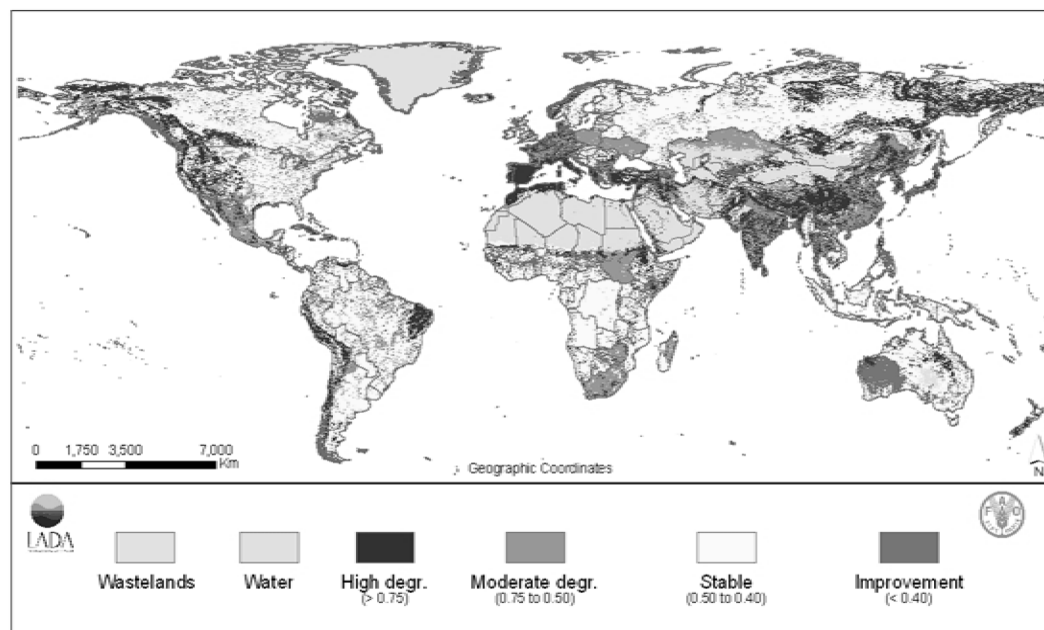 0 1,750 3,500 7,000
Km
Geographic Coordinates
N
LADA
F A O
Wastelands
Water
High degr.
(> 0.75)
Moderate degr.
(0.75 to 0.50)
Stable
(0.50 to 0.40)
Improvement
(< 0.40)